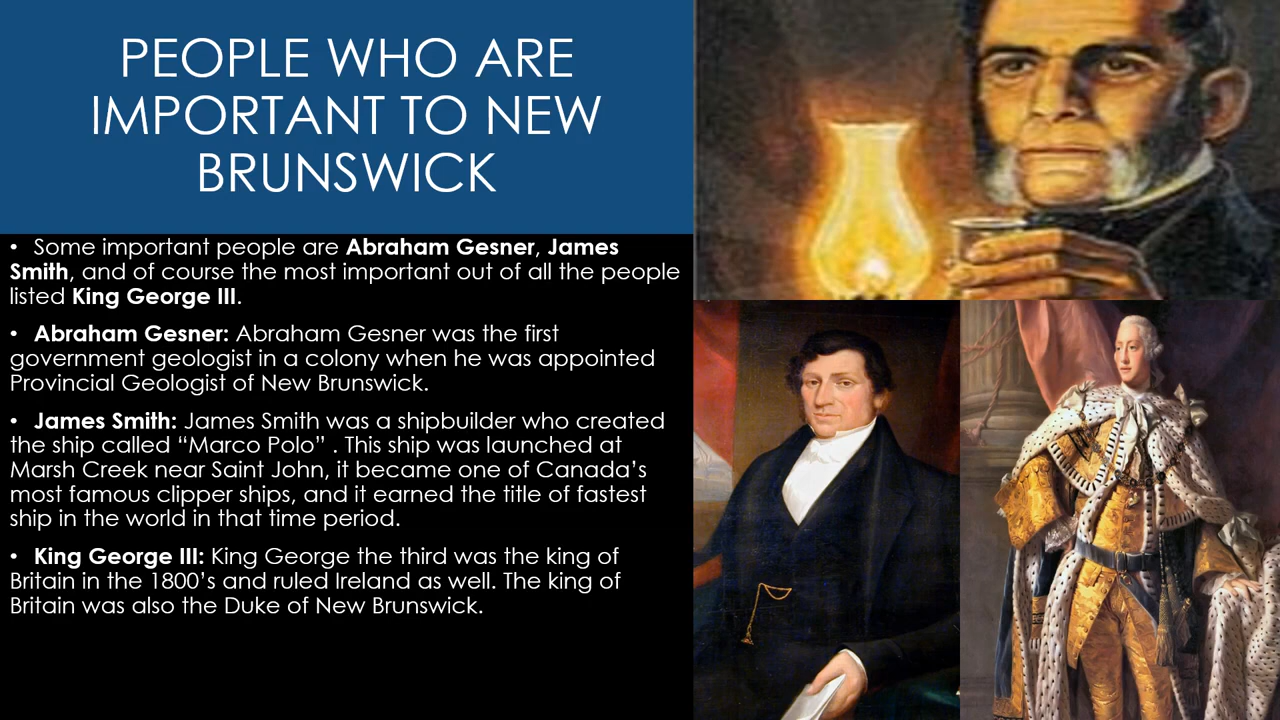 PEOPLE WHO ARE
IMPORTANT TO NEW
BRUNSWICK
• Some important people are Abraham Gesner, James
Smith, and of course the most important out of all the people
listed King George III.
• Abraham Gesner: Abraham Gesner was the first
government geologist in a colony when he was appointed
Provincial Geologist of New Brunswick.
• James Smith: James Smith was a shipbuilder who created
the ship called “Marco Polo” . This ship was launched at
Marsh Creek near Saint John, it became one of Canada’s
most famous clipper ships, and it earned the title of fastest
ship in the world in that time period.
• King George III: King George the third was the king of
Britain in the 1800’s and ruled Ireland as well. The king of
Britain was also the Duke of New Brunswick.